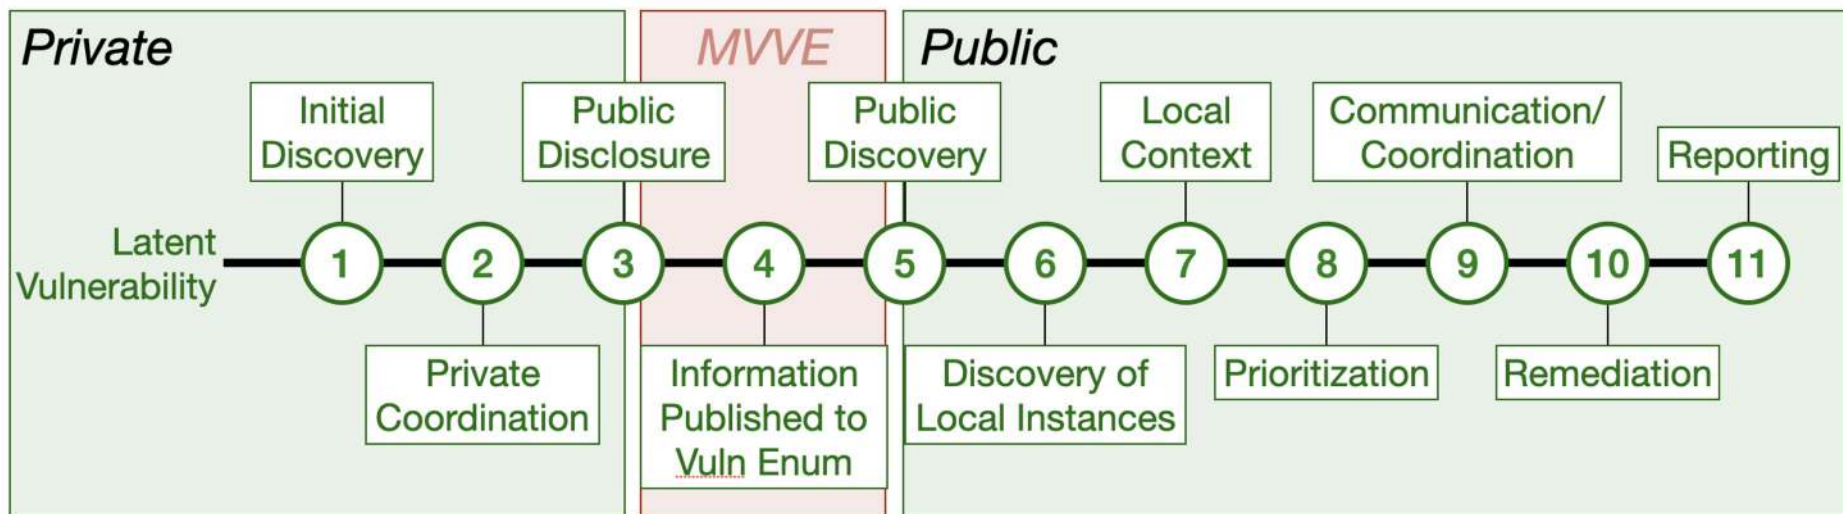 Private
MVVE
Public
Initial
Discovery
Public
Disclosure
Public
Discovery
Local
Context
Communication/
Coordination
Reporting
Latent
Vulnerability
1
2
3
4
5
6
7
8
9
10
11
Private
Coordination
Information
Published to
Vuln Enum
Discovery of
Local Instances
Prioritization
Remediation